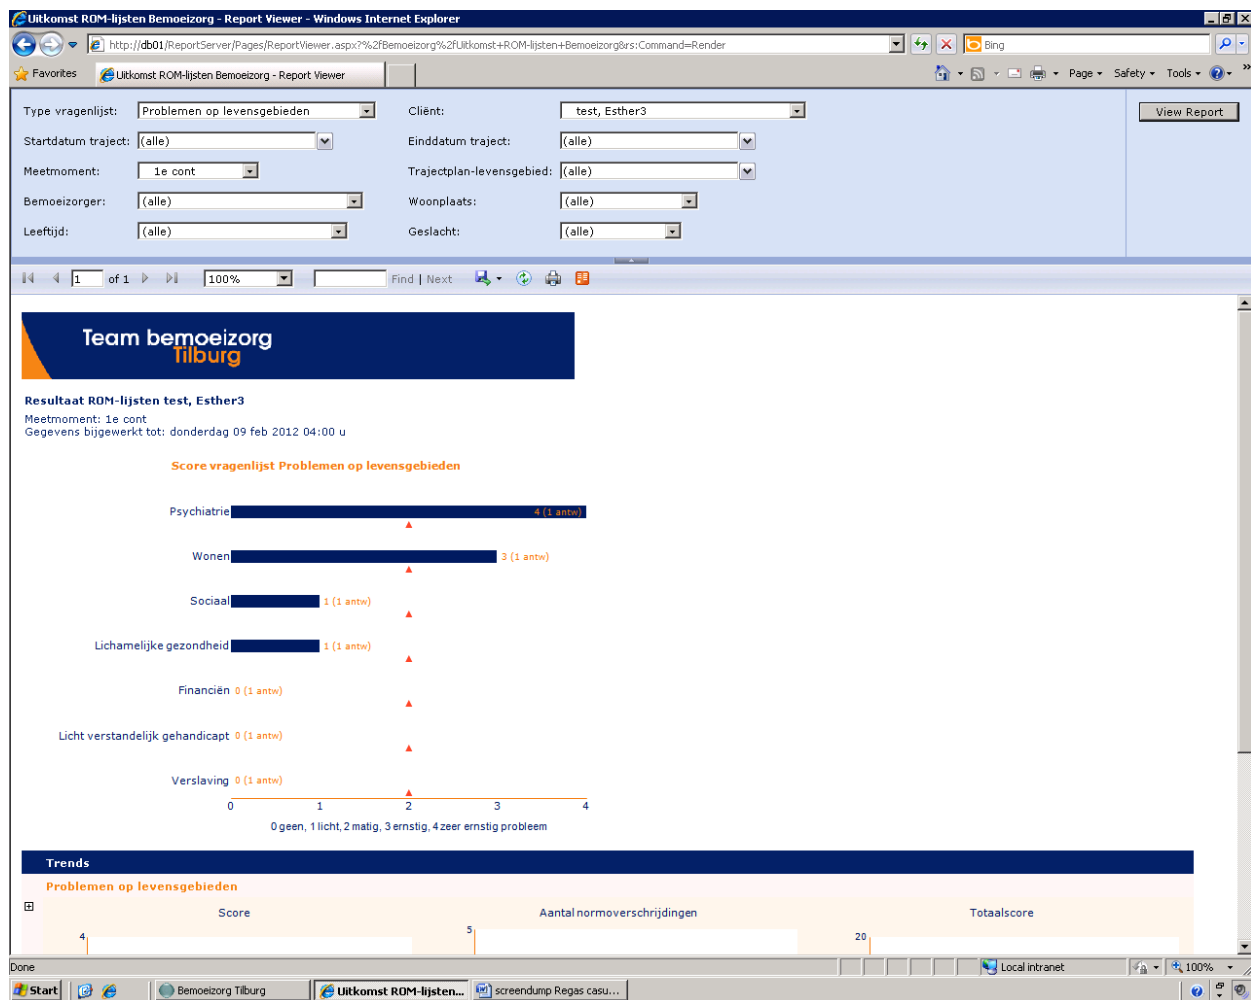 Uitkomst ROM-lijsten Bemoeizorg - Report Viewer - Windows Internet Explorer
http://db01/ReportServer/Pages/ReportViewer.aspx?%2fBemoeizorg%2fUitkomst+ROM-lijsten+Bemoeizorg&rs:Command=Render
Bing
Favorites Uitkomst ROM-lijsten Bemoeizorg - Report Viewer Page Safety Tools
Type vragenlijst: Problemen op levensgebieden Cliënt: test, Esther3 View Report
Startdatum traject: (alle) Einddatum traject: (alle)
Meetmoment: 1e cont Trajectplan-levensgebied: (alle)
Bemoeizorger: (alle) Woonplaats: (alle)
Leeftijd: (alle) Geslacht: (alle)
1 of 1 100% Find | Next
Team bemoeizorg
Tilburg
Resultaat ROM-lijsten test, Esther3
Meetmoment: 1e cont
Gegevens bijgewerkt tot: donderdag 09 feb 2012 04:00 u
Score vragenlijst Problemen op levensgebieden
Psychiatrie 4 (1 antw)
Wonen 3 (1 antw)
Sociaal 1 (1 antw)
Lichamelijke gezondheid 1 (1 antw)
Financiën 0 (1 antw)
Licht verstandelijk gehandicapt 0 (1 antw)
Verslaving 0 (1 antw)
0 1 2 3 4
0 geen, 1 licht, 2 matig, 3 ernstig, 4 zeer ernstig probleem
Trends
Problemen op levensgebieden
Score Aantal normoverschrijdingen Totaalscore
4 5 20
Done Local intranet 100%
Start Bemoeizorg Tilburg Uitkomst ROM-lijsten... screendump Regas casu...